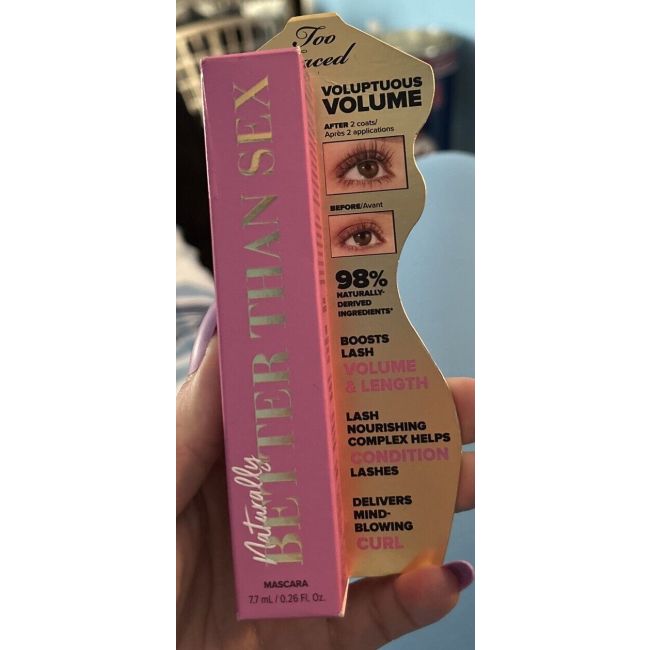 Naturally
BETTER THAN SEX
MASCARA
7.7 mL / 0.26 Fl. Oz.
Too
VOLUPTUOUS
VOLUME
AFTER 2 coats/
Après 2 applications
BEFORE/Avant
98%
NATURALLY-
DERIVED
INGREDIENTS*
BOOSTS
LASH
VOLUME
& LENGTH
LASH
NOURISHING
COMPLEX HELPS
CONDITION
LASHES
DELIVERS
MIND-
BLOWING
CURL